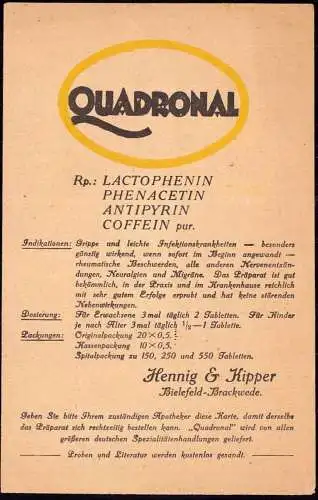 QUADRONAL
Rp.: LACTOPHENIN
PHENACETIN
ANTIPYRIN
COFFEIN pur.
Indikationen: Grippe und leichte Infektionskrankheiten — besonders
günstig wirkend, wenn sofort im Beginn angewandt —
rheumatische Beschwerden, alle anderen Nervenentzün-
dungen, Neuralgien und Migräne. Das Präparat ist gut
bekömmlich, in der Praxis und im Krankenhause reichlich
mit sehr gutem Erfolge erprobt und hat keine störenden
Nebenwirkungen.
Dosierung: Für Erwachsene 3 mal täglich 2 Tabletten. Für Kinder
je nach Alter 3 mal täglich 1/2—1 Tablette.
Packungen: Originalpackung 20×0,5.
Kassenpackung 10×0,5.
Spitalpackung zu 150, 250 und 550 Tabletten.
Hennig & Kipper
Bielefeld-Brackwede.
Geben Sie bitte Ihrem zuständigen Apotheker diese Karte, damit derselbe
das Präparat sich rechtzeitig bestellen kann. „Quadronal" wird von allen
größeren deutschen Spezialitätenhandlungen geliefert.
— Proben und Literatur werden kostenlos gesandt. —